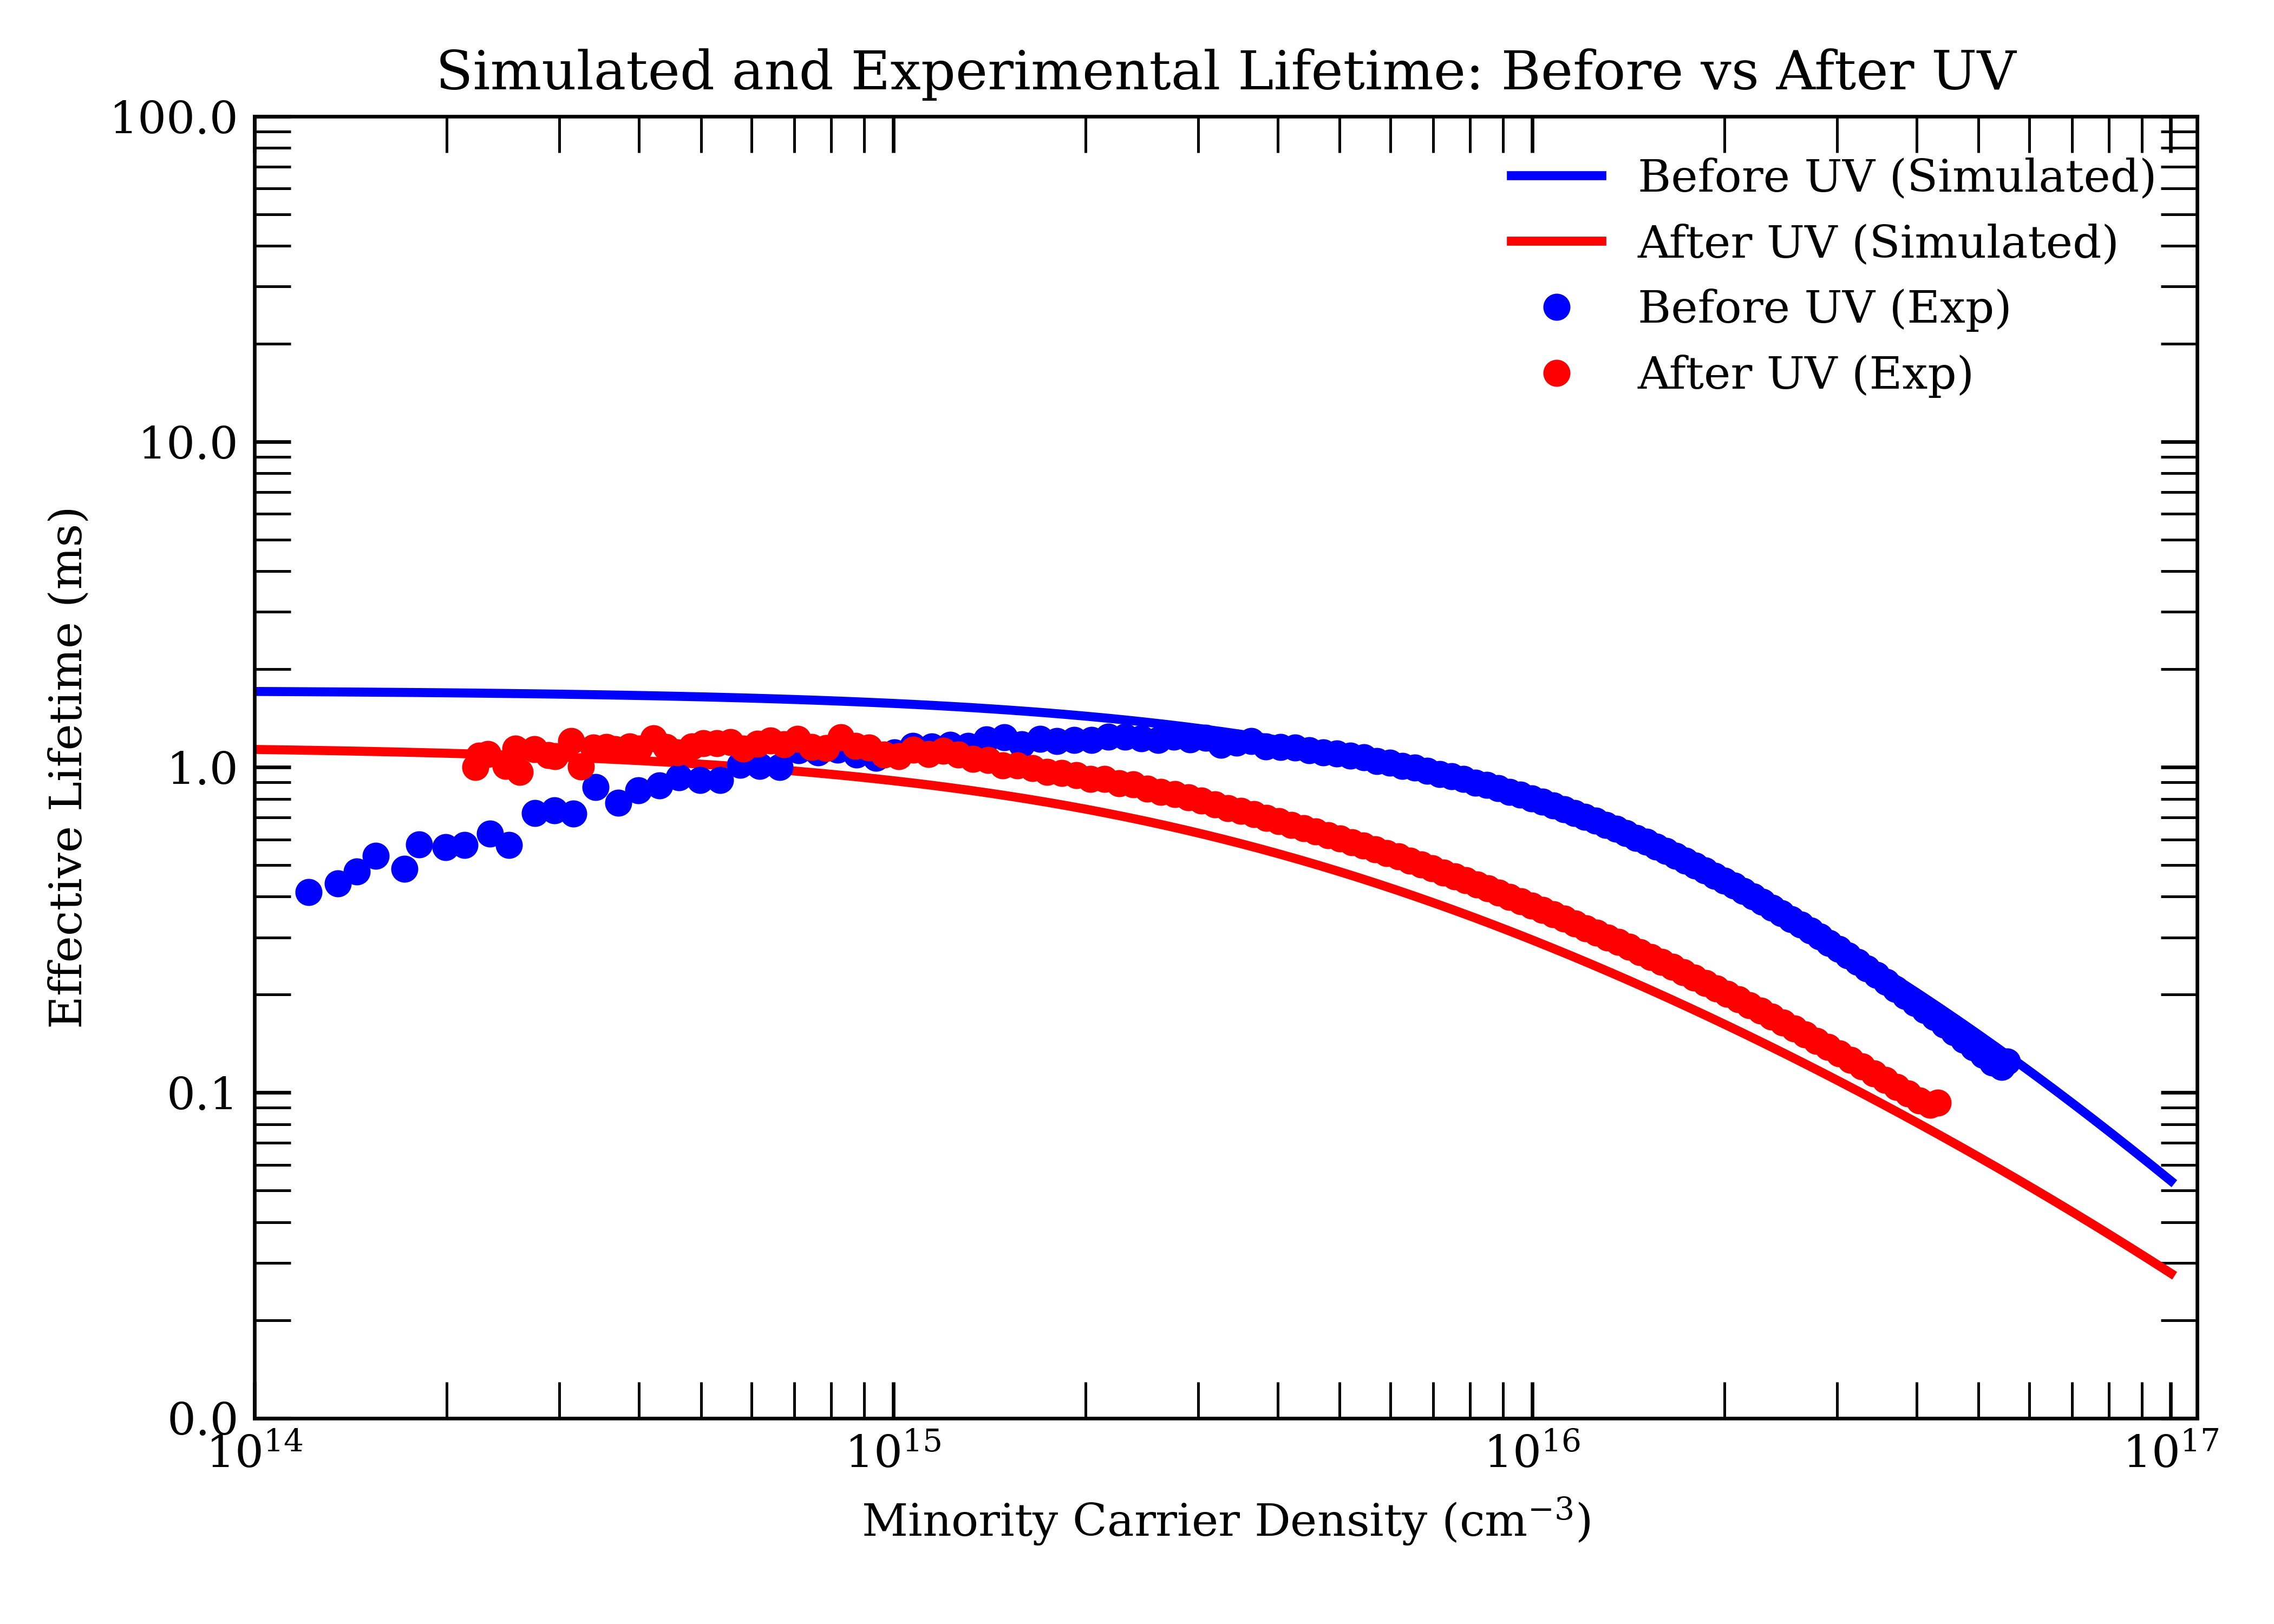 Simulated and Experimental Lifetime: Before vs After UV
100.0
10.0
1.0
0.1
0.0
Effective Lifetime (ms)
Before UV (Simulated)
After UV (Simulated)
Before UV (Exp)
After UV (Exp)
10¹⁴ 10¹⁵ 10¹⁶ 10¹⁷
Minority Carrier Density (cm⁻³)